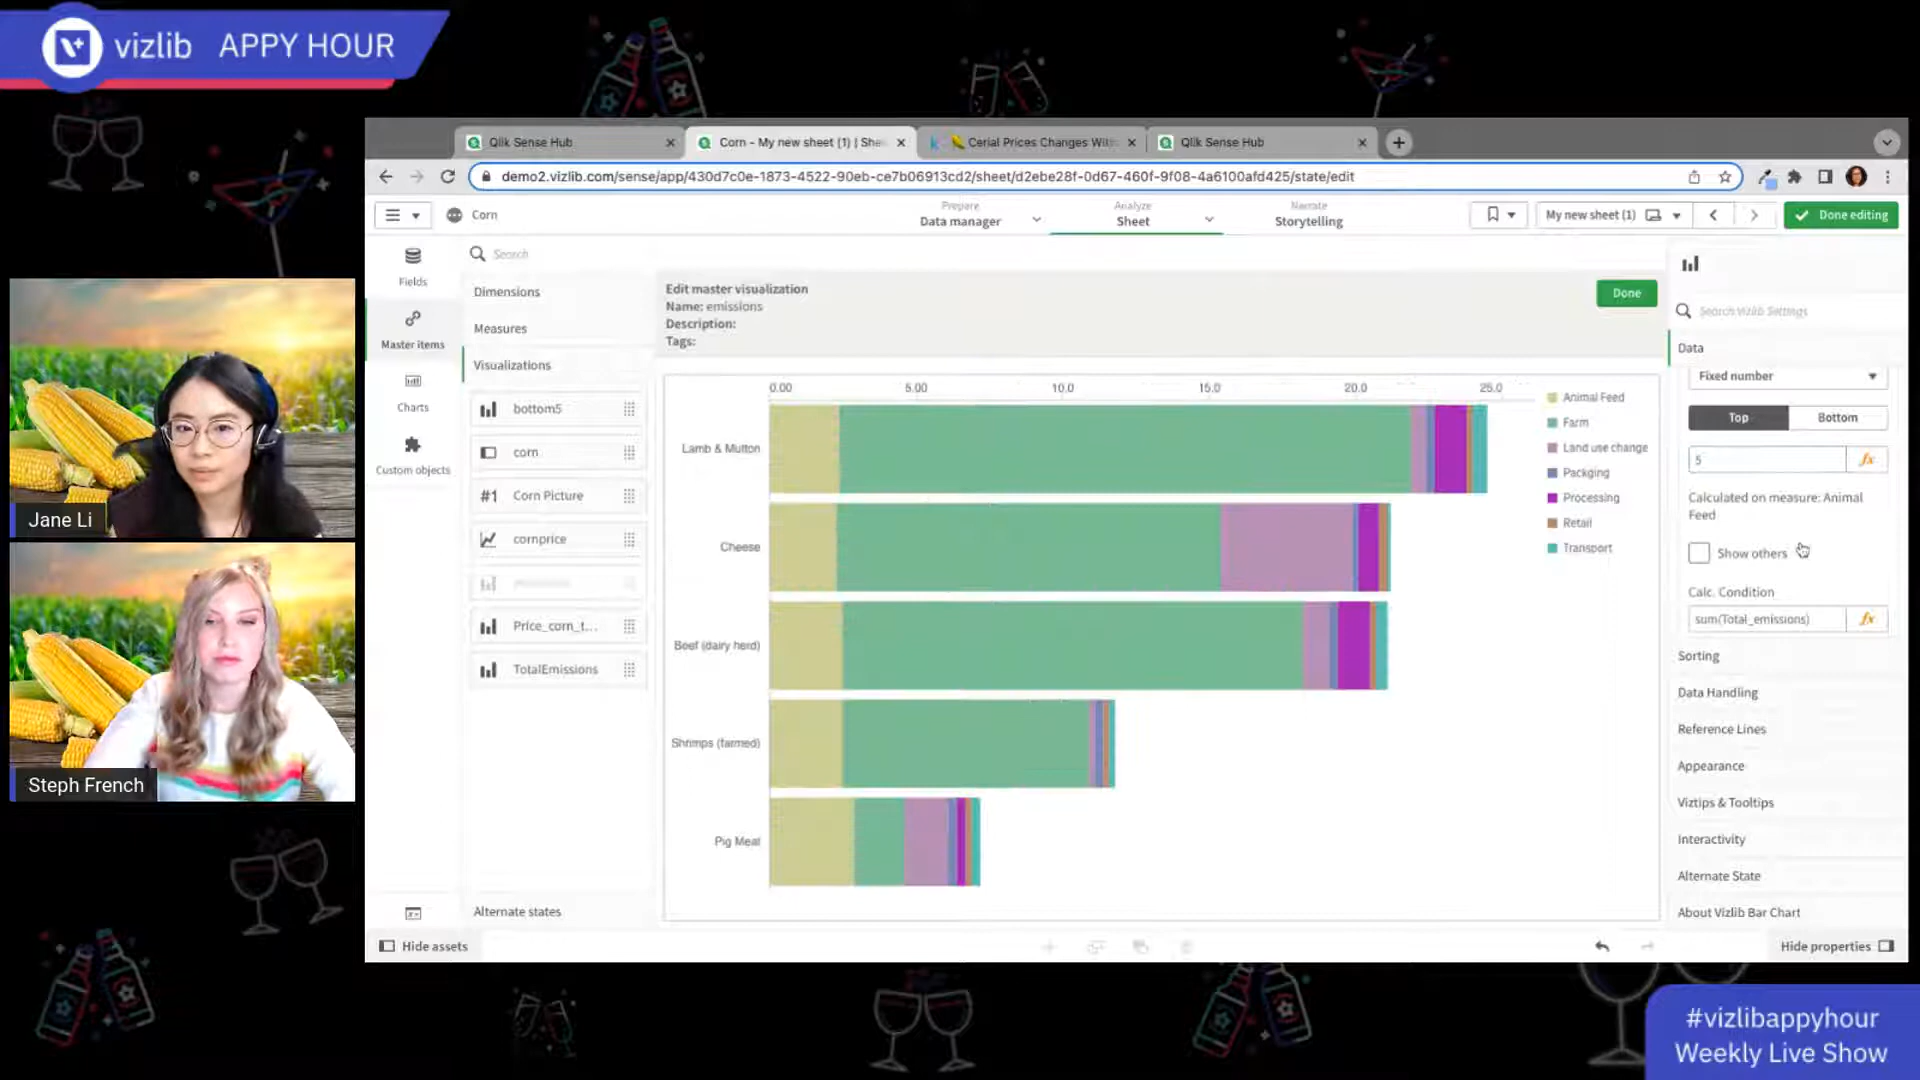 vizlib APPY HOUR
Qlik Sense Hub
Corn - My new sheet (1) | Shee
Cerial Prices Changes With
Qlik Sense Hub
demo2.vizlib.com/sense/app/430d7c0e-1873-4522-90eb-ce7b06913cd2/sheet/d2ebe28f-0d67-460f-9f08-4a6100afd425/state/edit
Corn
Prepare
Data manager
Analyze
Sheet
Narrate
Storytelling
My new sheet (1)
Done editing
Fields
Master items
Charts
Custom objects
Search
Dimensions
Measures
Visualizations
bottom5
corn
#1 Corn Picture
cornprice
Price_corn_t...
TotalEmissions
Alternate states
Hide assets
Edit master visualization
Name: emissions
Description:
Tags:
Done
0.00 5.00 10.0 15.0 20.0 25.0
Lamb & Mutton
Cheese
Beef (dairy herd)
Shrimps (farmed)
Pig Meat
Animal Feed
Farm
Land use change
Packging
Processing
Retail
Transport
Search Vizlib Settings
Data
Fixed number
Top Bottom
5 fx
Calculated on measure: Animal
Feed
Show others
Calc. Condition
sum(Total_emissions) fx
Sorting
Data Handling
Reference Lines
Appearance
Viztips & Tooltips
Interactivity
Alternate State
About Vizlib Bar Chart
Hide properties
Jane Li
Steph French
#vizlibappyhour
Weekly Live Show